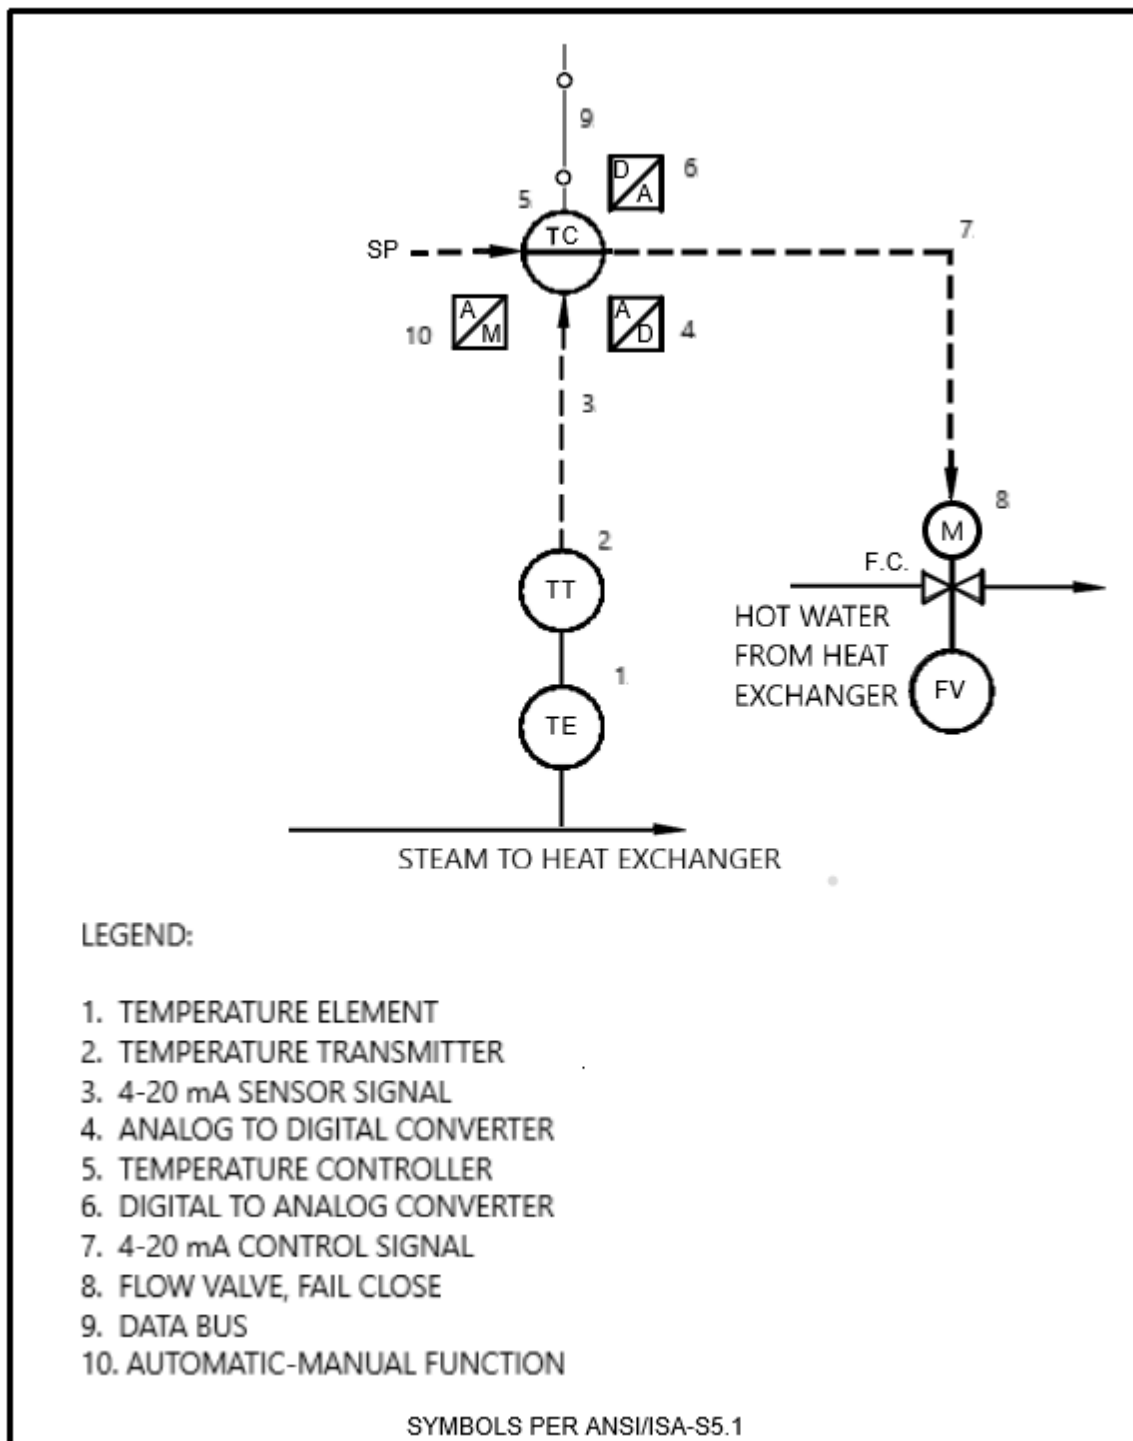 9
D
A
6
5
TC
SP
7
10
A
M
A
D
4
3
2
TT
8
M
F.C.
HOT WATER
FROM HEAT
EXCHANGER
FV
1
TE
STEAM TO HEAT EXCHANGER
LEGEND:
1. TEMPERATURE ELEMENT
2. TEMPERATURE TRANSMITTER
3. 4-20 mA SENSOR SIGNAL
4. ANALOG TO DIGITAL CONVERTER
5. TEMPERATURE CONTROLLER
6. DIGITAL TO ANALOG CONVERTER
7. 4-20 mA CONTROL SIGNAL
8. FLOW VALVE, FAIL CLOSE
9. DATA BUS
10. AUTOMATIC-MANUAL FUNCTION
SYMBOLS PER ANSI/ISA-S5.1